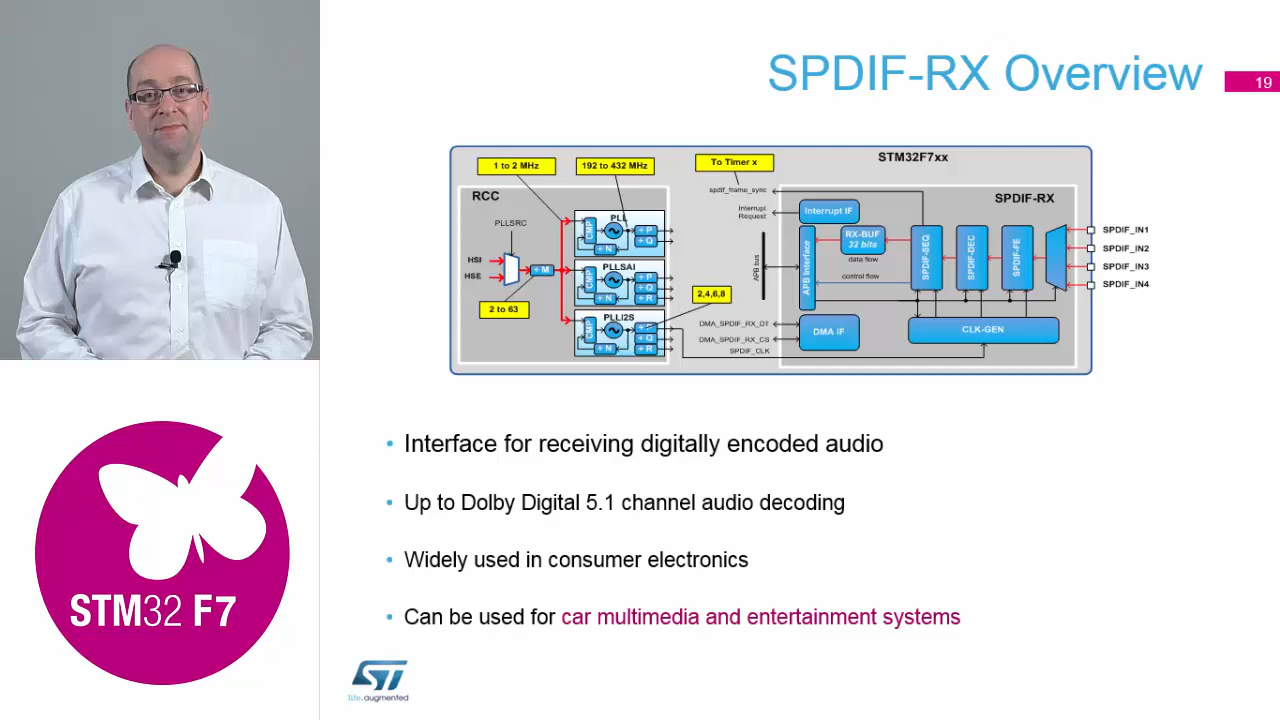 SPDIF-RX Overview
19
1 to 2 MHz
192 to 432 MHz
To Timer x
STM32F7xx
RCC
PLLSRC
HSI
HSE
÷ M
2 to 63
PLL
CMP
÷ N
÷ P
÷ Q
PLLSAI
CMP
÷ N
÷ P
÷ Q
÷ R
PLLI2S
CMP
÷ N
÷ Q
÷ R
2,4,6,8
spdif_frame_sync
Interrupt
Request
APB bus
DMA_SPDIF_RX_DT
DMA_SPDIF_RX_CS
SPDIF_CLK
SPDIF-RX
Interrupt IF
APB Interface
RX-BUF
32 bits
data flow
control flow
SPDIF-SEQ
SPDIF-DEC
SPDIF-FE
DMA IF
CLK-GEN
SPDIF_IN1
SPDIF_IN2
SPDIF_IN3
SPDIF_IN4
• Interface for receiving digitally encoded audio
• Up to Dolby Digital 5.1 channel audio decoding
• Widely used in consumer electronics
• Can be used for car multimedia and entertainment systems
STM32 F7
ST
life.augmented